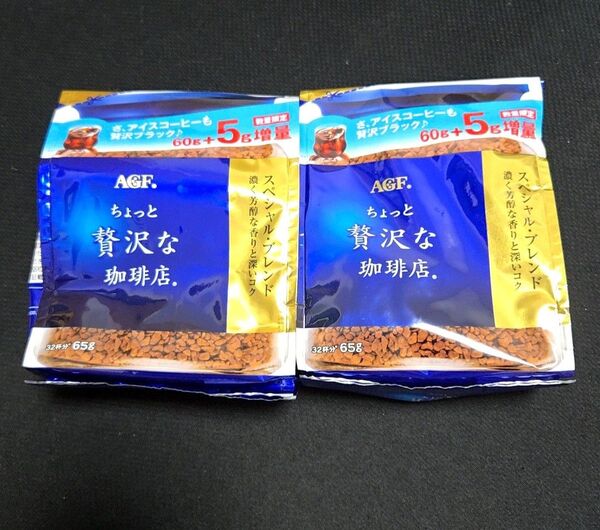 さ、アイスコーヒーも
贅沢ブラック♪
数量限定
60g+5g増量
AGF®
ちょっと
贅沢な
珈琲店®
スペシャル・ブレンド
濃く芳醇な香りと深いコク
32杯分* 65g
さ、アイスコーヒーも
贅沢ブラック♪
数量限定
60g+5g増量
AGF®
ちょっと
贅沢な
珈琲店®
スペシャル・ブレンド
濃く芳醇な香りと深いコク
32杯分* 65g